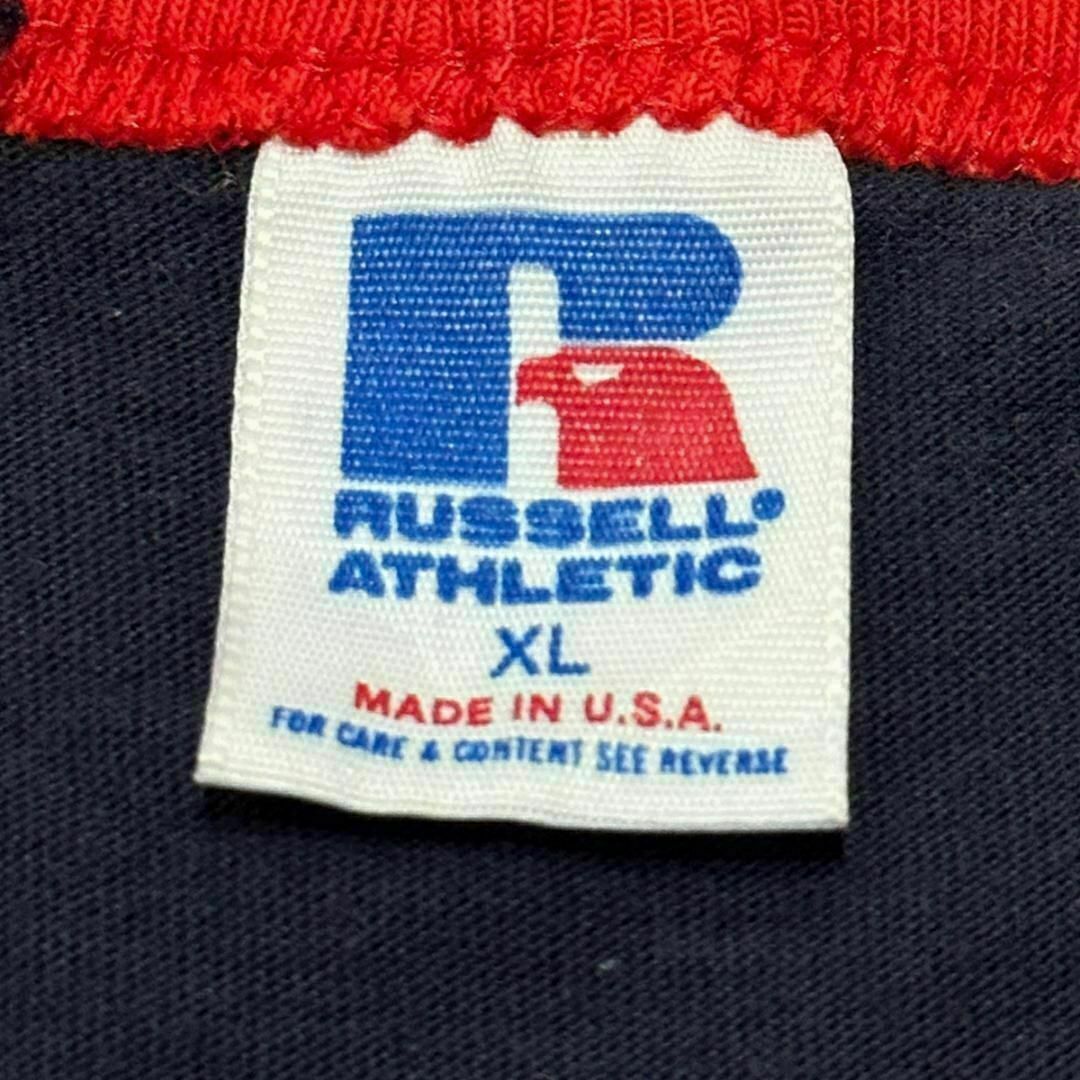 RUSSELL®
ATHLETIC
XL
MADE IN U.S.A.
FOR CARE & CONTENT SEE REVERSE